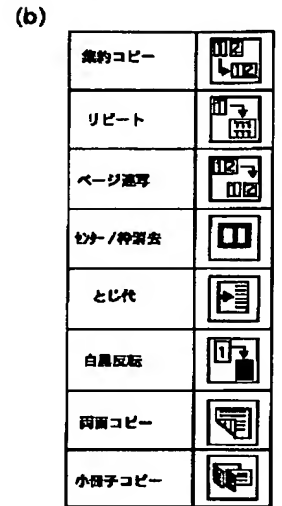 (b)
集約コピー
リピート
ページ連写
センター/枠消去
とじ代
白黒反転
両面コピー
小冊子コピー